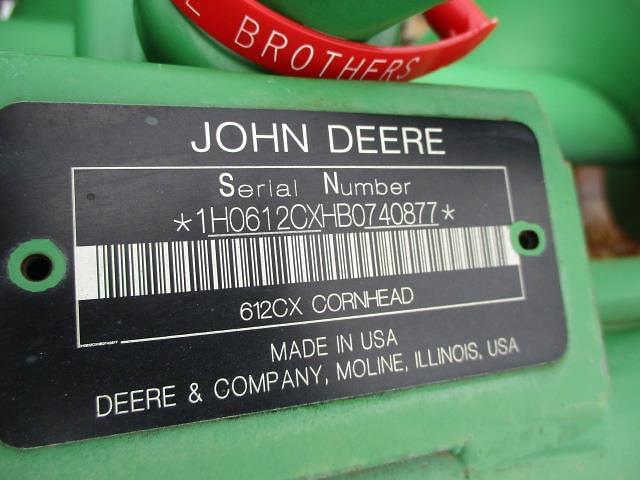 BROTHERS
JOHN DEERE
Serial Number
*1H0612CXHB0740877*
612CX CORNHEAD
MADE IN USA
DEERE & COMPANY, MOLINE, ILLINOIS, USA